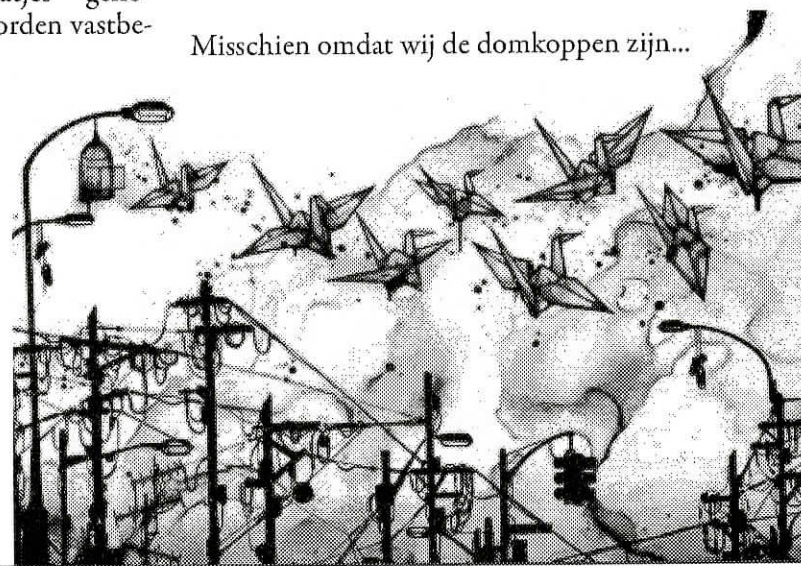 orden vastbe-
Misschien omdat wij de domkoppen zijn...